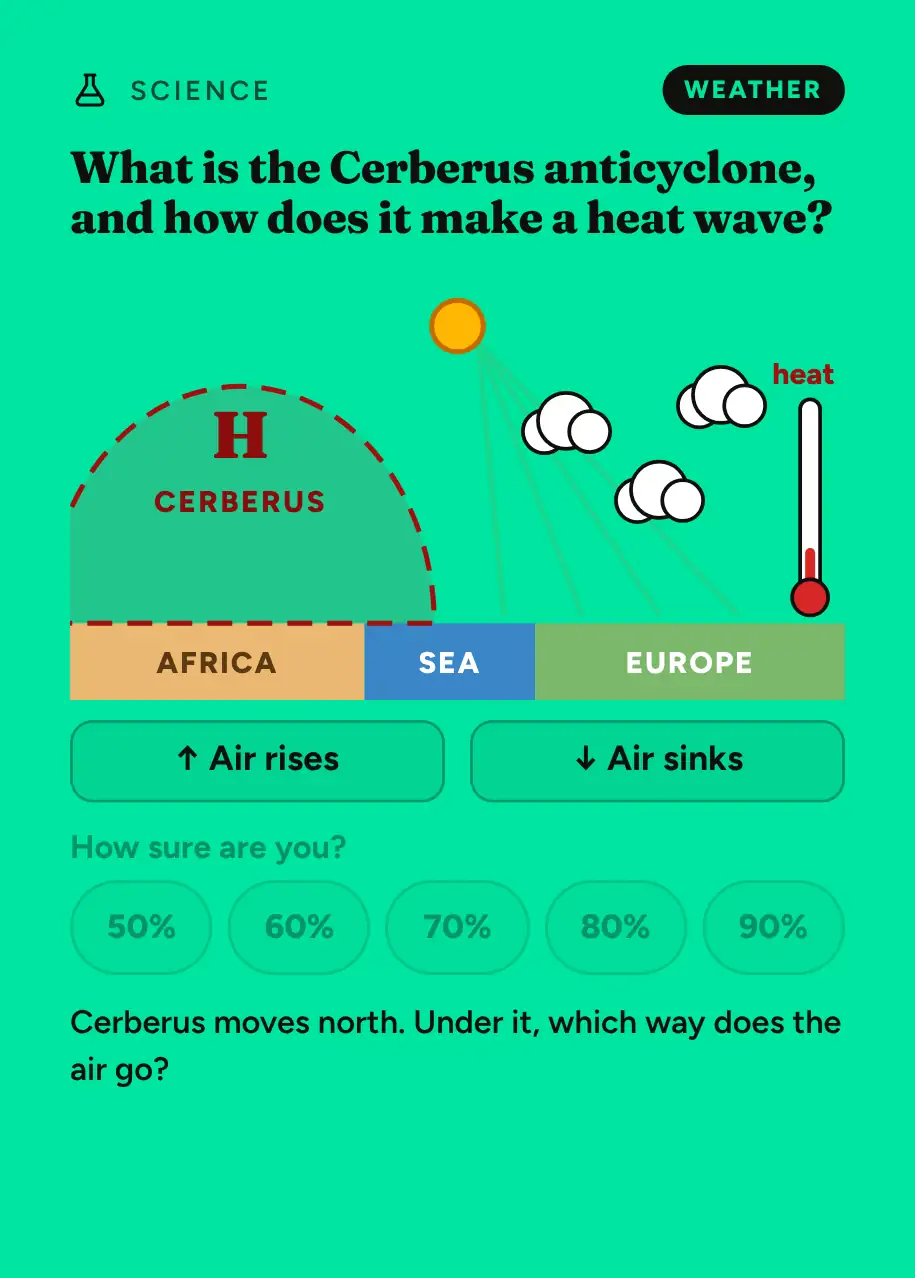 SCIENCE
WEATHER
What is the Cerberus anticyclone,
and how does it make a heat wave?
heat
H
CERBERUS
AFRICA
SEA
EUROPE
↑ Air rises
↓ Air sinks
How sure are you?
50%
60%
70%
80%
90%
Cerberus moves north. Under it, which way does the
air go?